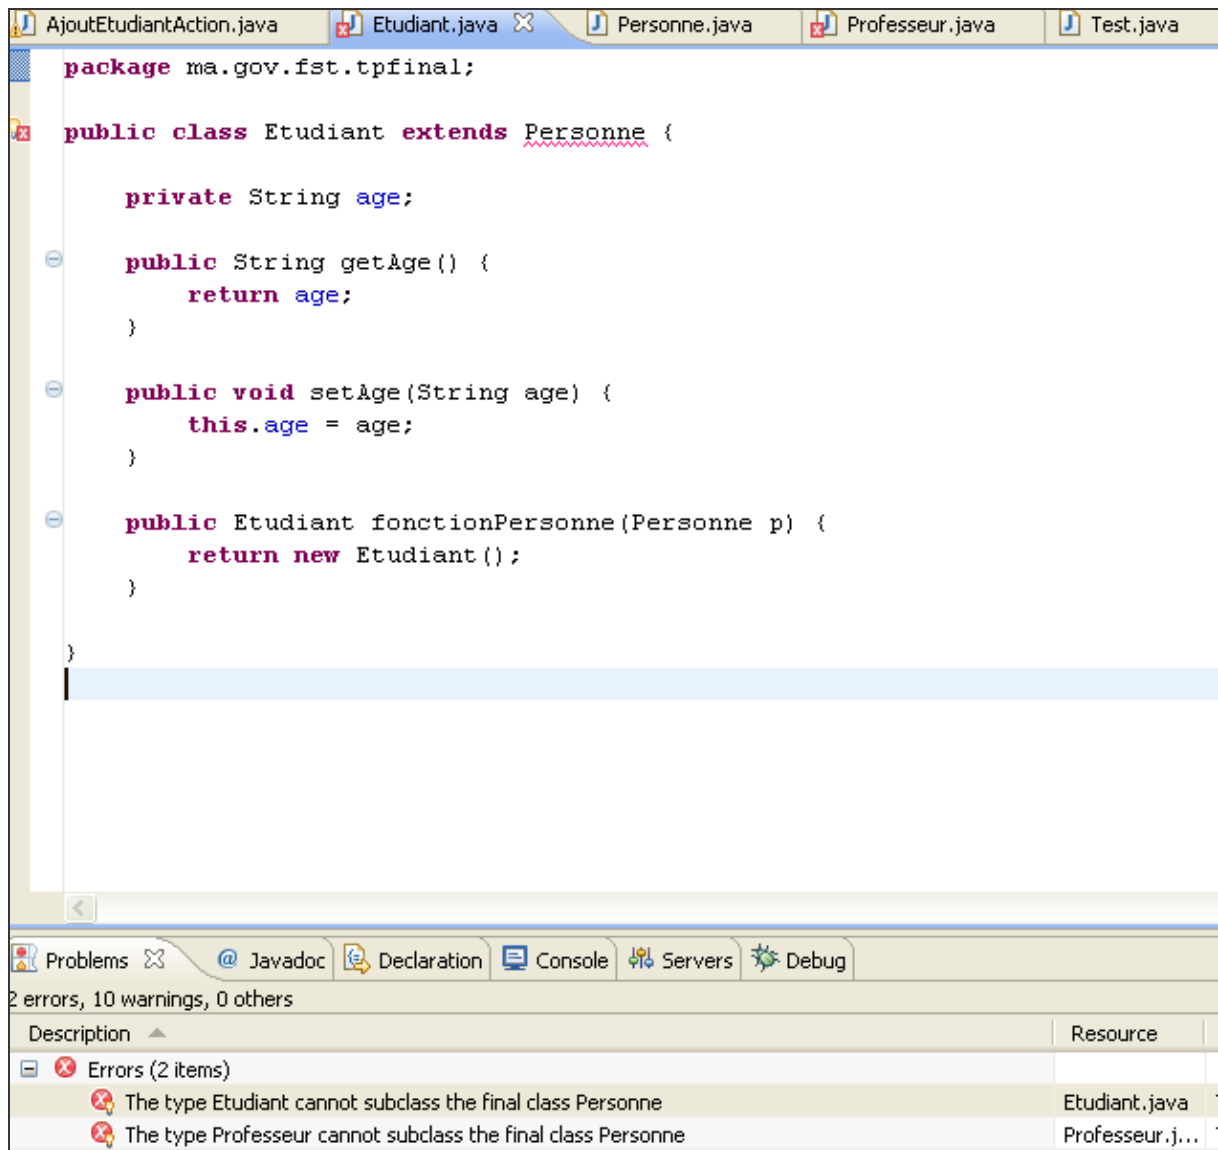 AjoutEtudiantAction.java Etudiant.java Personne.java Professeur.java Test.java
package ma.gov.fst.tpfinal;
public class Etudiant extends Personne {
private String age;
public String getAge() {
return age;
}
public void setAge(String age) {
this.age = age;
}
public Etudiant fonctionPersonne(Personne p) {
return new Etudiant();
}
}
Problems @ Javadoc Declaration Console Servers Debug
2 errors, 10 warnings, 0 others
Description Resource
Errors (2 items)
The type Etudiant cannot subclass the final class Personne Etudiant.java
The type Professeur cannot subclass the final class Personne Professeur.j...